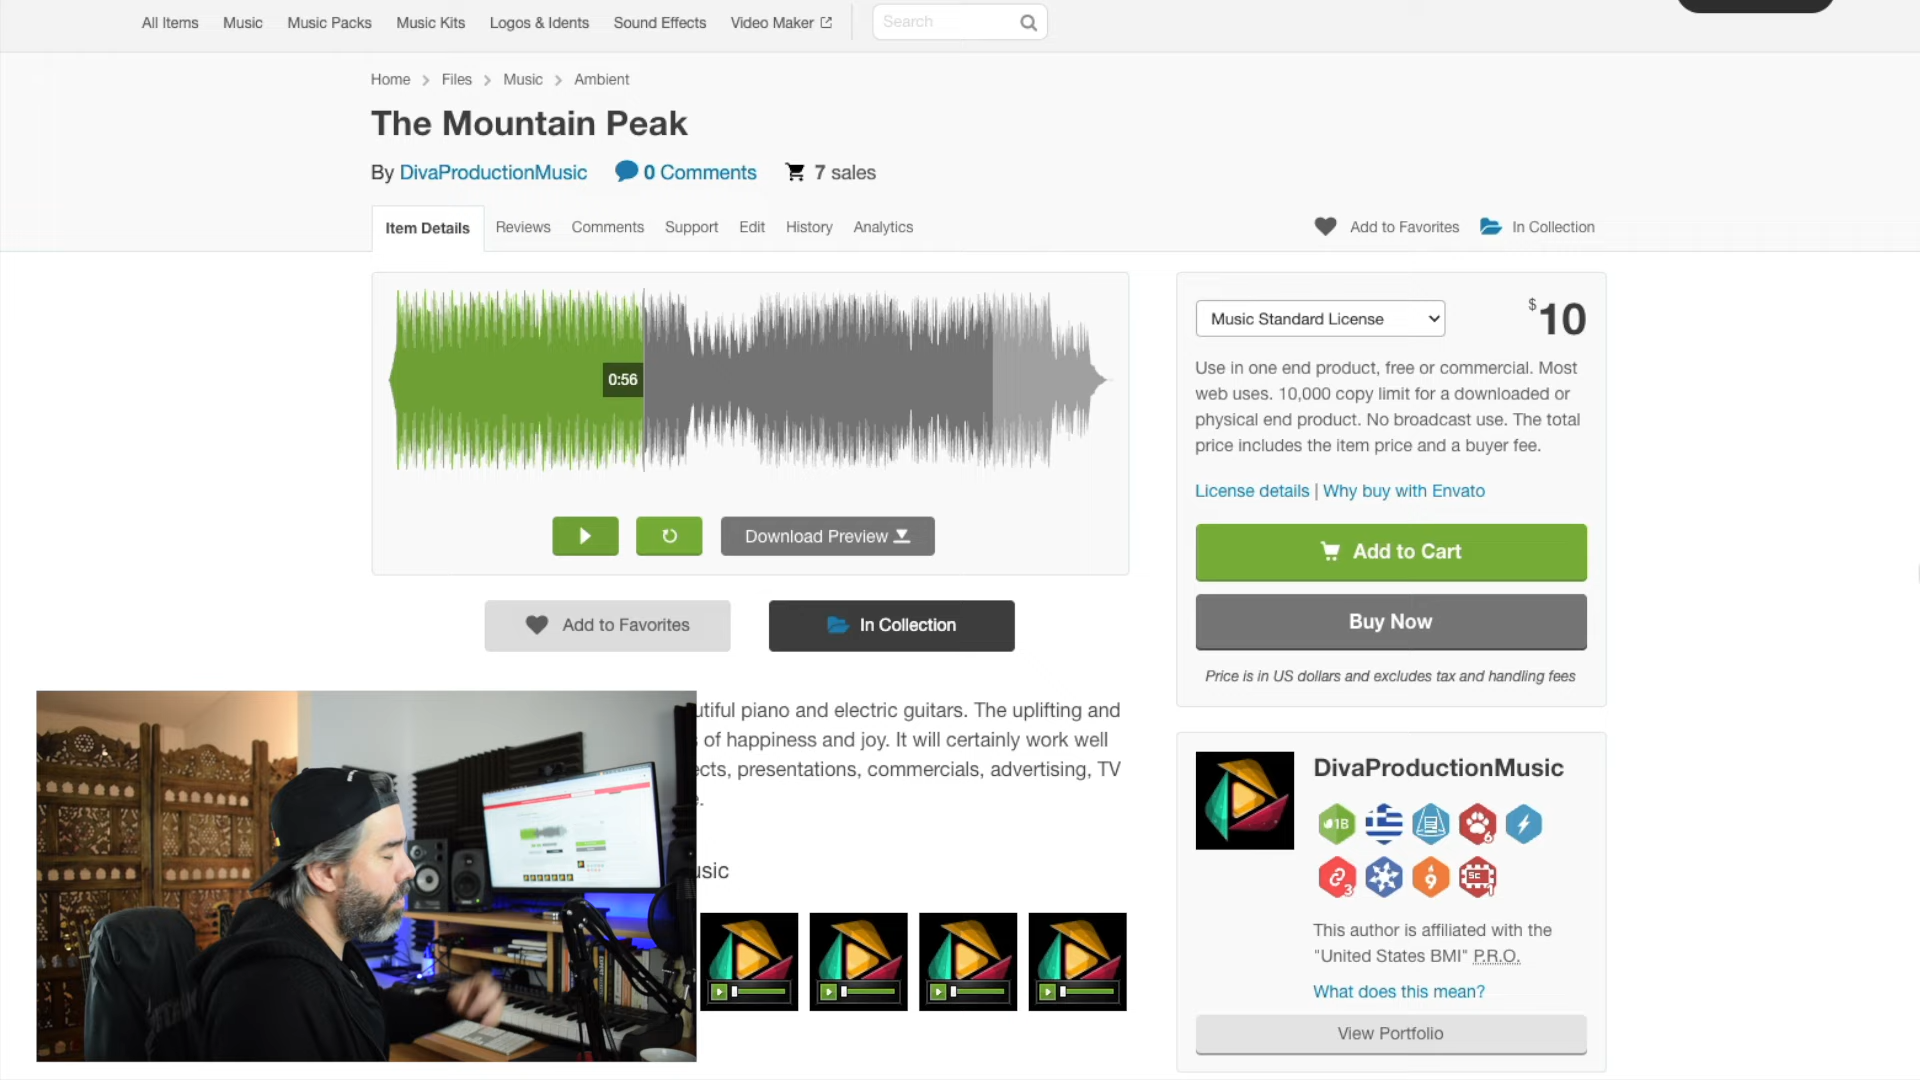 All Items Music Music Packs Music Kits Logos & Idents Sound Effects Video Maker Search
Home Files Music Ambient
The Mountain Peak
By DivaProductionMusic 0 Comments 7 sales
Item Details Reviews Comments Support Edit History Analytics Add to Favorites In Collection
0:56
Download Preview
Add to Favorites In Collection
utiful piano and electric guitars. The uplifting and
of happiness and joy. It will certainly work well
ects, presentations, commercials, advertising, TV
usic
Music Standard License $10
Use in one end product, free or commercial. Most
web uses. 10,000 copy limit for a downloaded or
physical end product. No broadcast use. The total
price includes the item price and a buyer fee.
License details | Why buy with Envato
Add to Cart
Buy Now
Price is in US dollars and excludes tax and handling fees
DivaProductionMusic
1B 6
3 9 SC 1
This author is affiliated with the
"United States BMI" P.R.O.
What does this mean?
View Portfolio